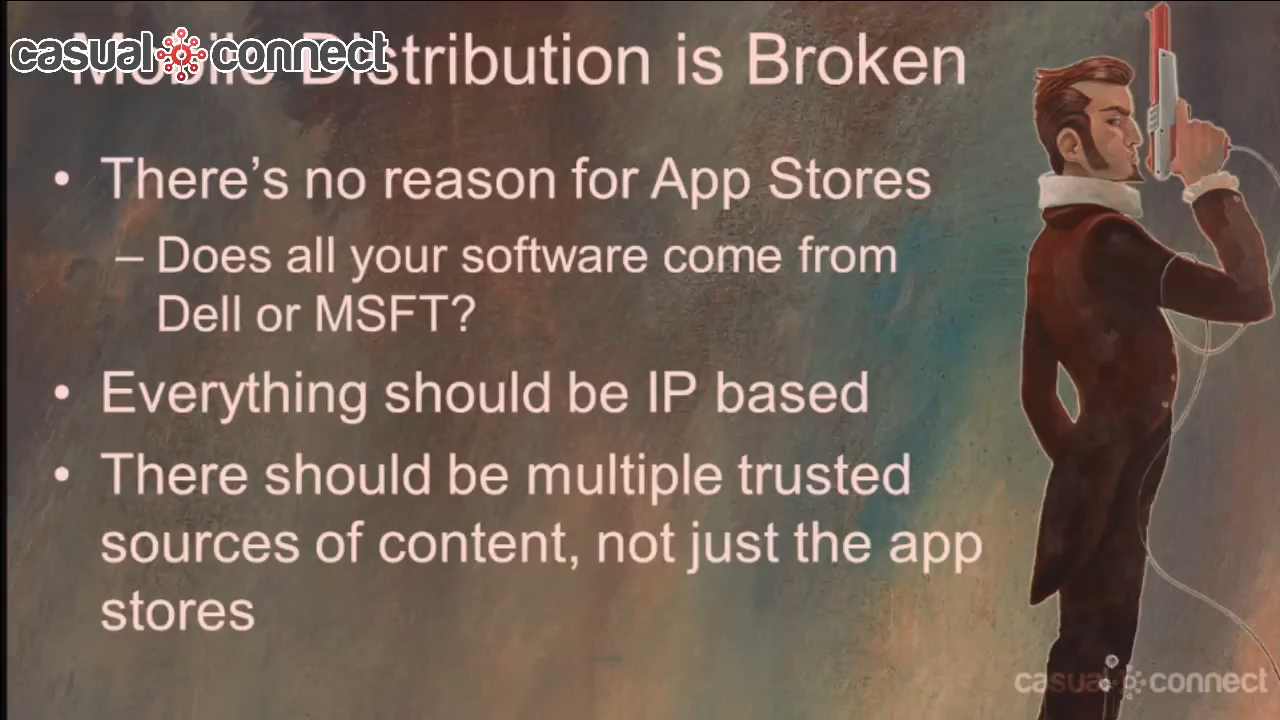 casual connect
Mobile Distribution is Broken
• There's no reason for App Stores
– Does all your software come from
Dell or MSFT?
• Everything should be IP based
• There should be multiple trusted
sources of content, not just the app
stores
casual connect